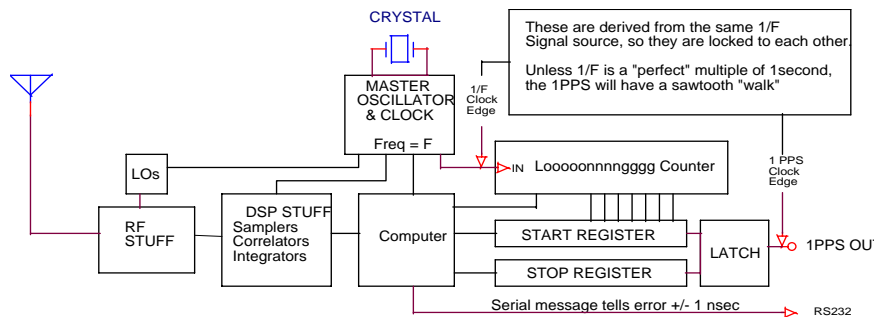 CRYSTAL
These are derived from the same 1/F
Signal source, so they are locked to each other.
Unless 1/F is a "perfect" multiple of 1second,
the 1PPS will have a sawtooth "walk"
MASTER
OSCILLATOR
& CLOCK
Freq = F
1/F
Clock
Edge
IN
Looooonnnngggg Counter
1 PPS
Clock
Edge
LOs
RF
STUFF
DSP STUFF
Samplers
Correlators
Integrators
Computer
START REGISTER
STOP REGISTER
LATCH
1PPS OUT
Serial message tells error +/- 1 nsec
RS232